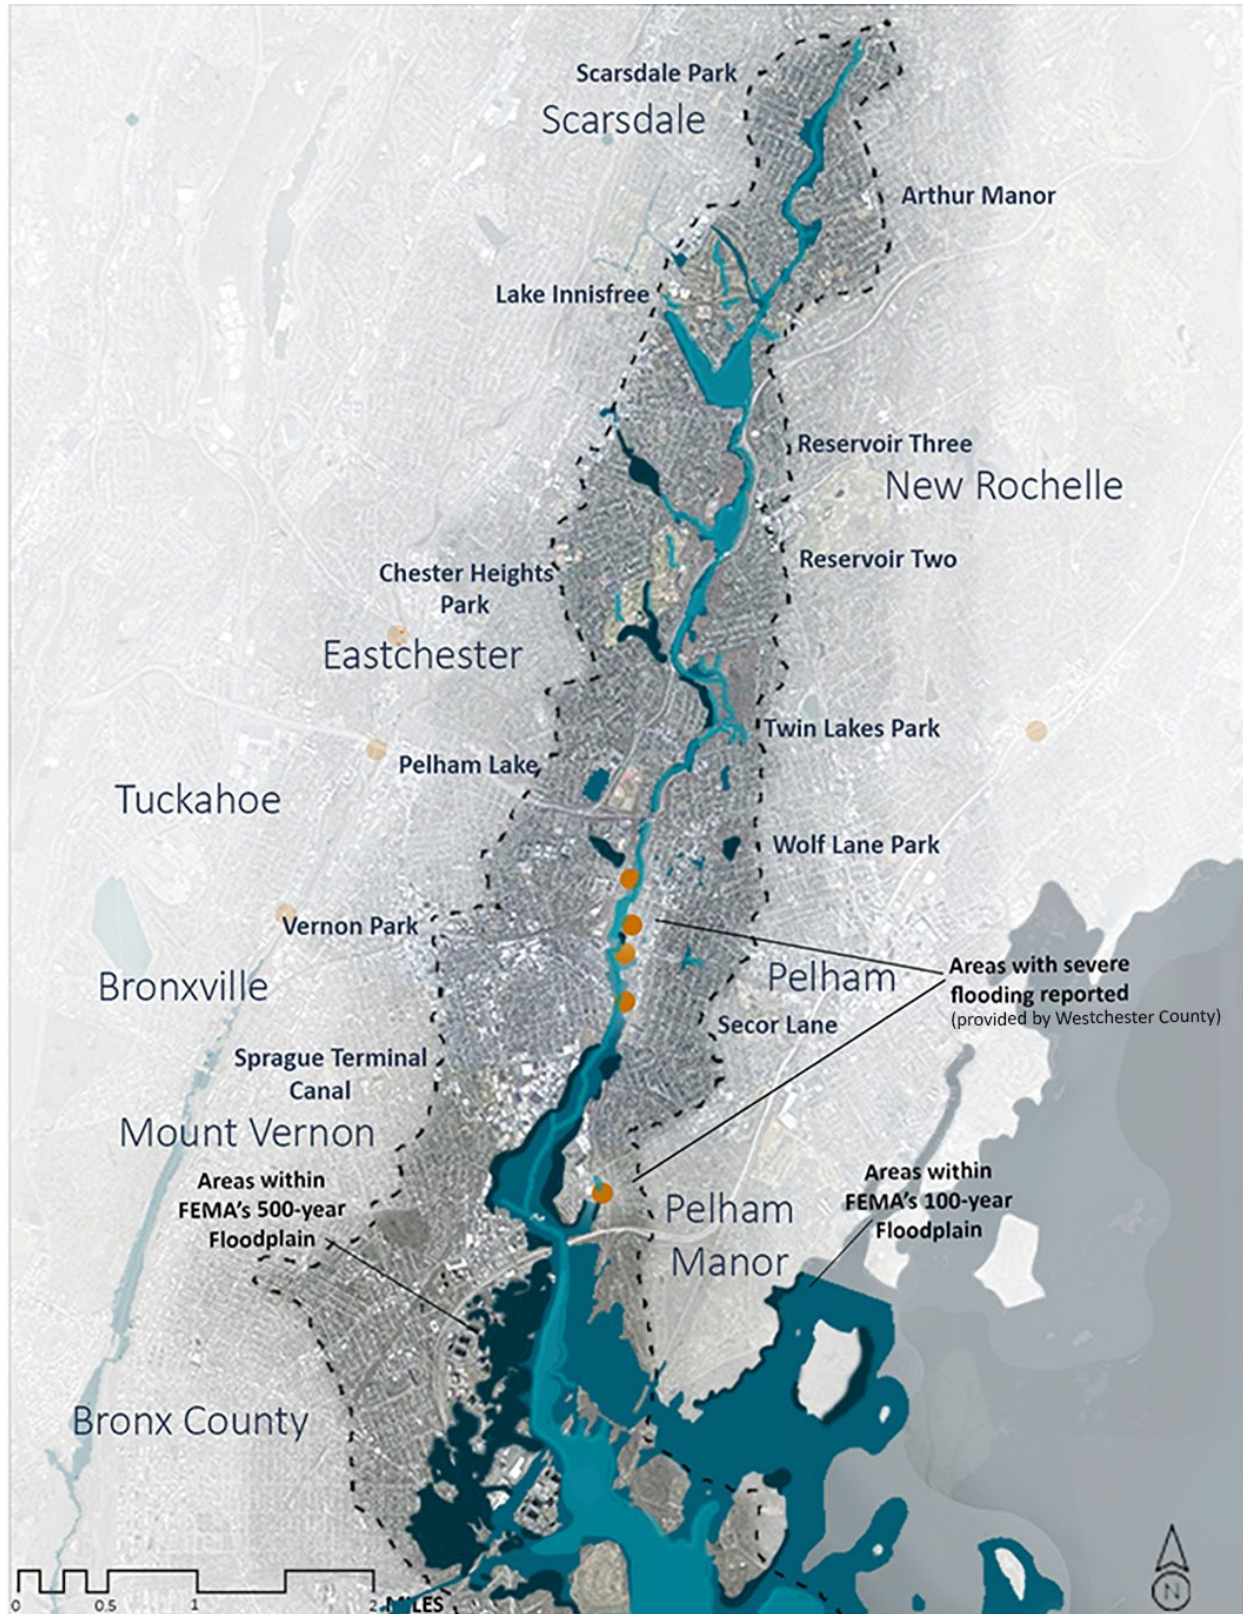 Scarsdale Park
Scarsdale
Arthur Manor
Lake Innisfree
Reservoir Three
New Rochelle
Reservoir Two
Chester Heights
Park
Eastchester
Twin Lakes Park
Pelham Lake
Tuckahoe
Wolf Lane Park
Vernon Park
Bronxville
Pelham
Areas with severe
flooding reported
(provided by Westchester County)
Secor Lane
Sprague Terminal
Canal
Mount Vernon
Areas within
FEMA's 500-year
Floodplain
Areas within
FEMA's 100-year
Floodplain
Pelham
Manor
Bronx County
N
0 0.5 1 2 MILES